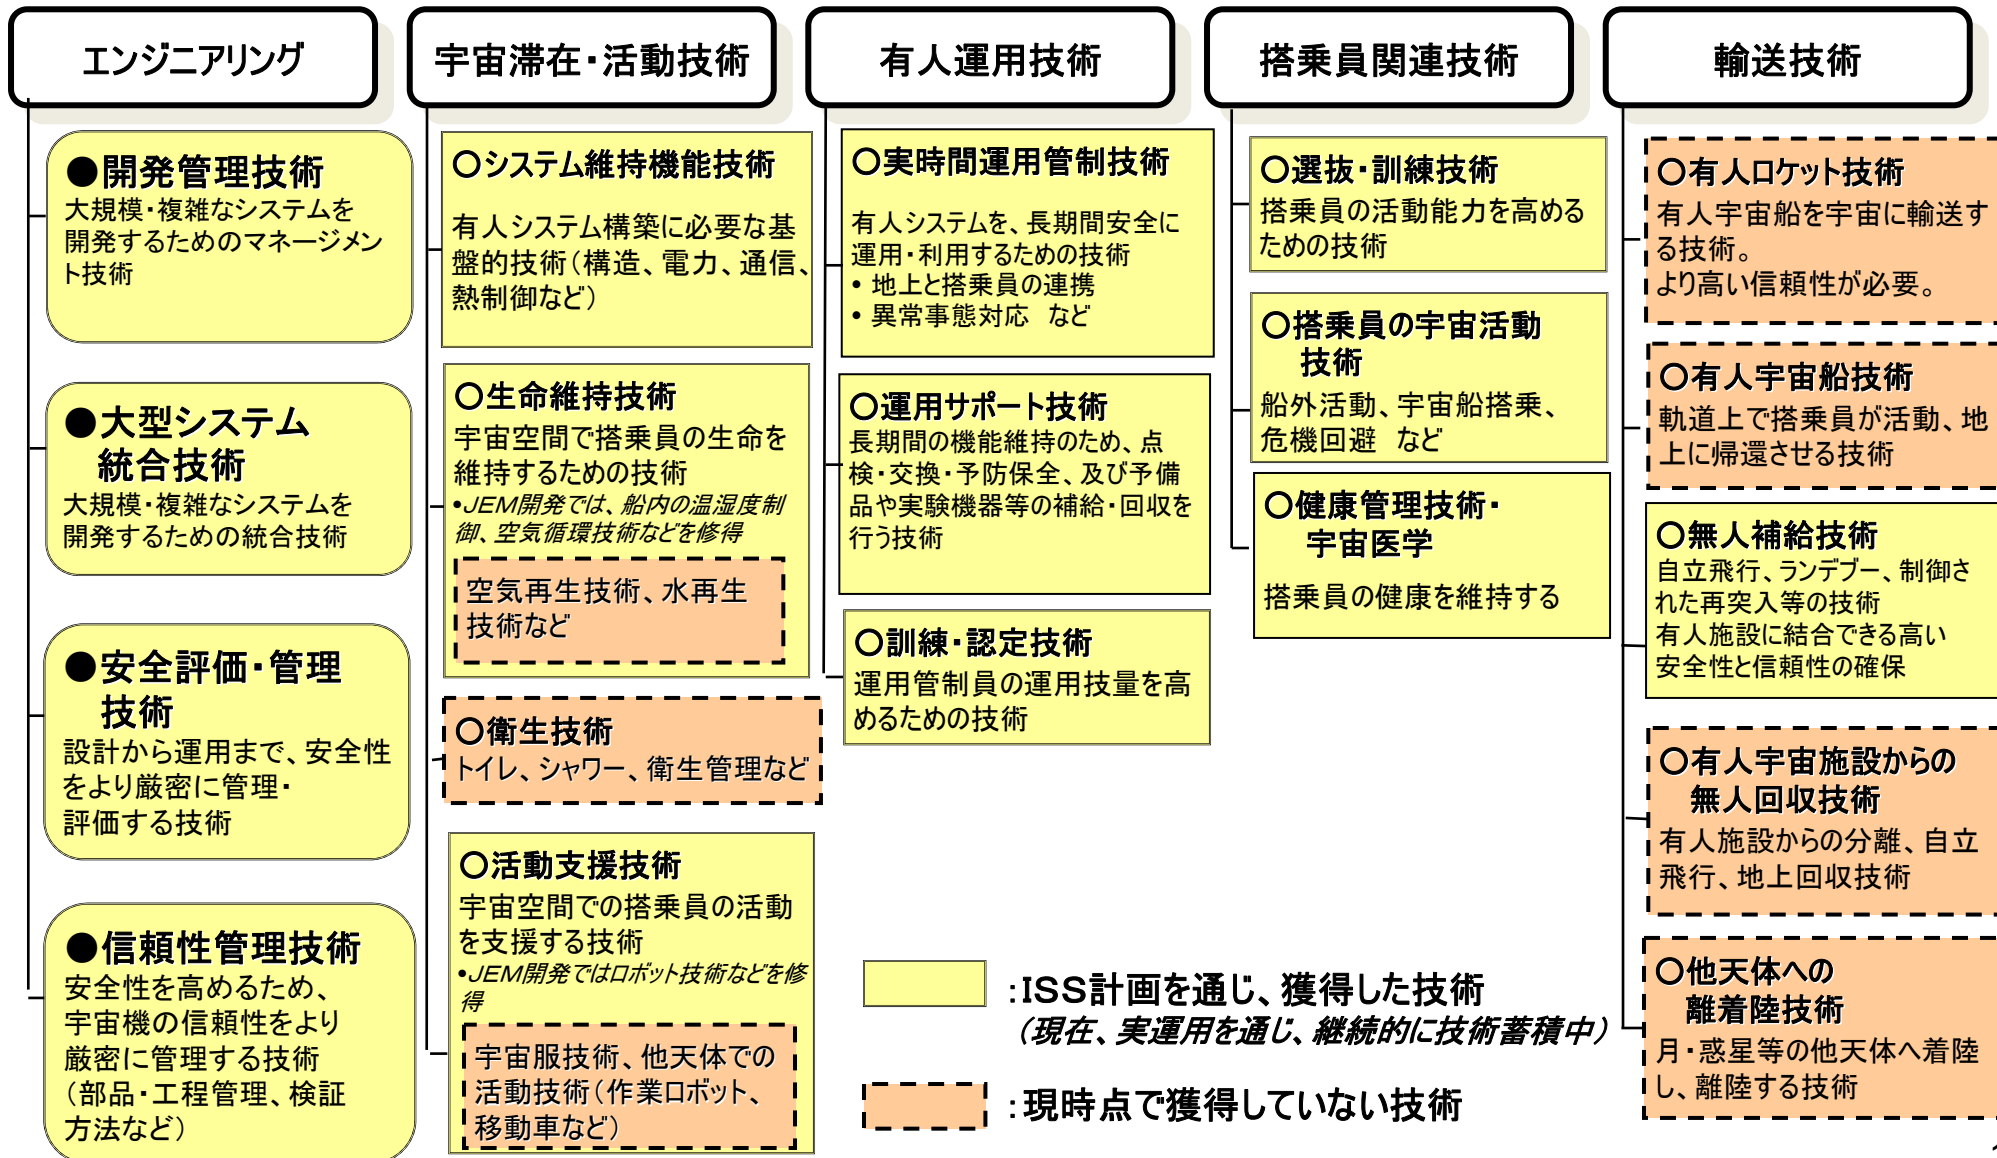 エンジニアリング
●開発管理技術
大規模・複雑なシステムを
開発するためのマネージメン
ト技術
●大型システム
統合技術
大規模・複雑なシステムを
開発するための統合技術
●安全評価・管理
技術
設計から運用まで、安全性
をより厳密に管理・
評価する技術
●信頼性管理技術
安全性を高めるため、
宇宙機の信頼性をより
厳密に管理する技術
(部品・工程管理、検証
方法など)
宇宙滞在・活動技術
○システム維持機能技術
有人システム構築に必要な基
盤的技術(構造、電力、通信、
熱制御など)
○生命維持技術
宇宙空間で搭乗員の生命を
維持するための技術
•JEM開発では、船内の温湿度制
御、空気循環技術などを修得
空気再生技術、水再生
技術など
○衛生技術
トイレ、シャワー、衛生管理など
○活動支援技術
宇宙空間での搭乗員の活動
を支援する技術
•JEM開発ではロボット技術などを修
得
宇宙服技術、他天体での
活動技術(作業ロボット、
移動車など)
有人運用技術
○実時間運用管制技術
有人システムを、長期間安全に
運用・利用するための技術
• 地上と搭乗員の連携
• 異常事態対応 など
○運用サポート技術
長期間の機能維持のため、点
検・交換・予防保全、及び予備
品や実験機器等の補給・回収を
行う技術
○訓練・認定技術
運用管制員の運用技量を高
めるための技術
搭乗員関連技術
○選抜・訓練技術
搭乗員の活動能力を高める
ための技術
○搭乗員の宇宙活動
技術
船外活動、宇宙船搭乗、
危機回避 など
○健康管理技術・
宇宙医学
搭乗員の健康を維持する
輸送技術
○有人ロケット技術
有人宇宙船を宇宙に輸送す
る技術。
より高い信頼性が必要。
○有人宇宙船技術
軌道上で搭乗員が活動、地
上に帰還させる技術
○無人補給技術
自立飛行、ランデブー、制御さ
れた再突入等の技術
有人施設に結合できる高い
安全性と信頼性の確保
○有人宇宙施設からの
無人回収技術
有人施設からの分離、自立
飛行、地上回収技術
○他天体への
離着陸技術
月・惑星等の他天体へ着陸
し、離陸する技術
:ISS計画を通じ、獲得した技術
(現在、実運用を通じ、継続的に技術蓄積中)
:現時点で獲得していない技術